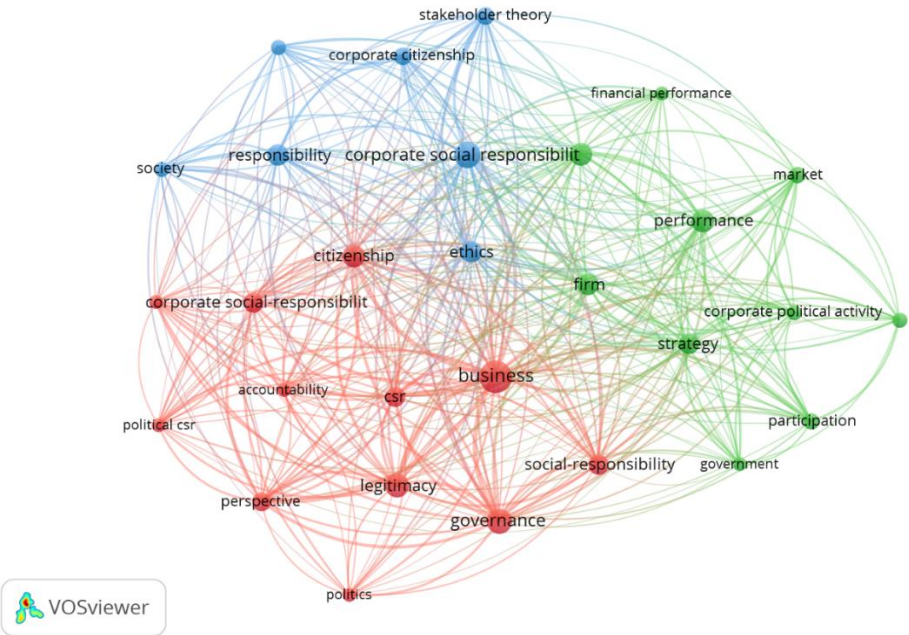 stakeholder theory
corporate citizenship
financial performance
responsibility
corporate social responsibilit
society
market
performance
citizenship
ethics
firm
corporate social-responsibilit
corporate political activity
strategy
business
accountability
csr
political csr
participation
social-responsibility
government
legitimacy
perspective
governance
politics
VOSviewer